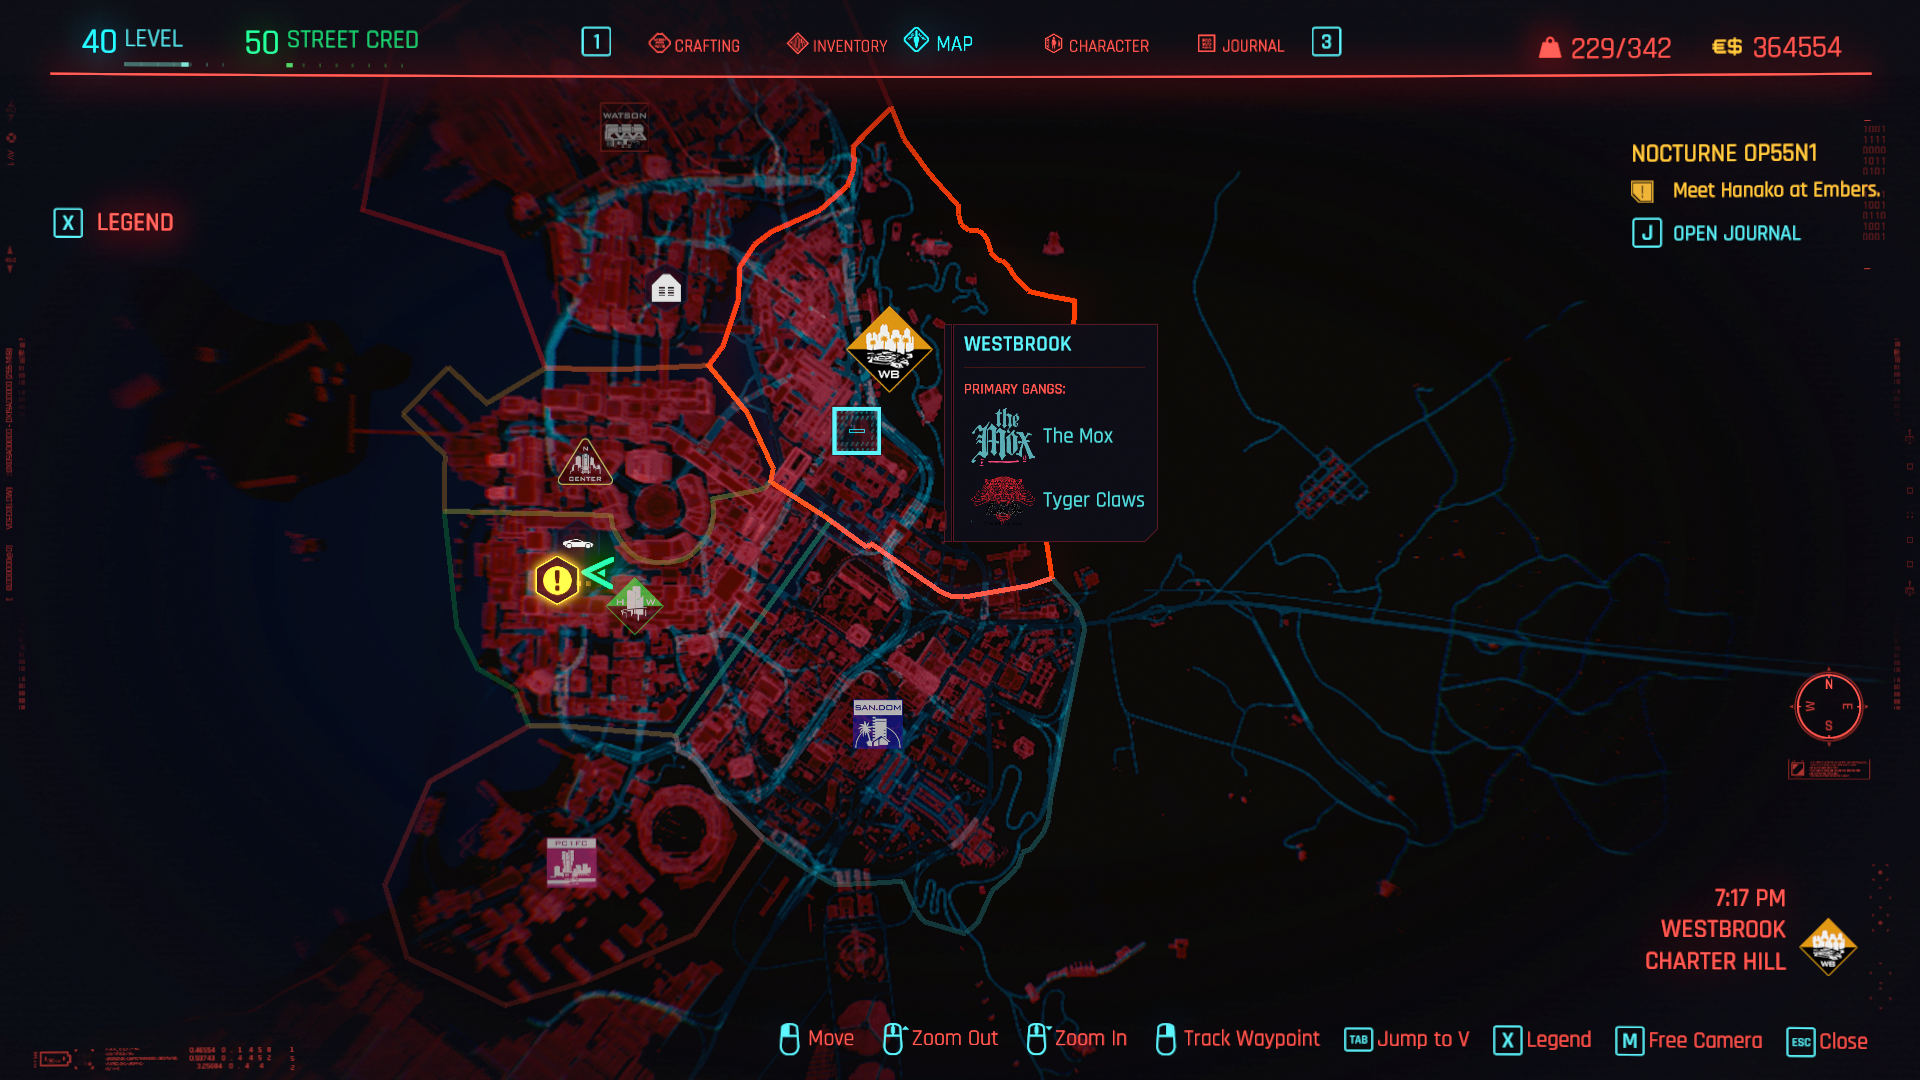 40 LEVEL
50 STREET CRED
1
CRAFTING
INVENTORY
MAP
CHARACTER
JOURNAL
3
229/342
€$ 364554
NOCTURNE OP55N1
! Meet Hanako at Embers.
J OPEN JOURNAL
X LEGEND
WATSON
WB
WESTBROOK
PRIMARY GANGS:
the Mox The Mox
Tyger Claws
N
CENTER
!
H W
SAN.DOM
PCIFC
N
W E
S
7:17 PM
WESTBROOK
CHARTER HILL
WB
Move
Zoom Out
Zoom In
Track Waypoint
TAB Jump to V
X Legend
M Free Camera
ESC Close